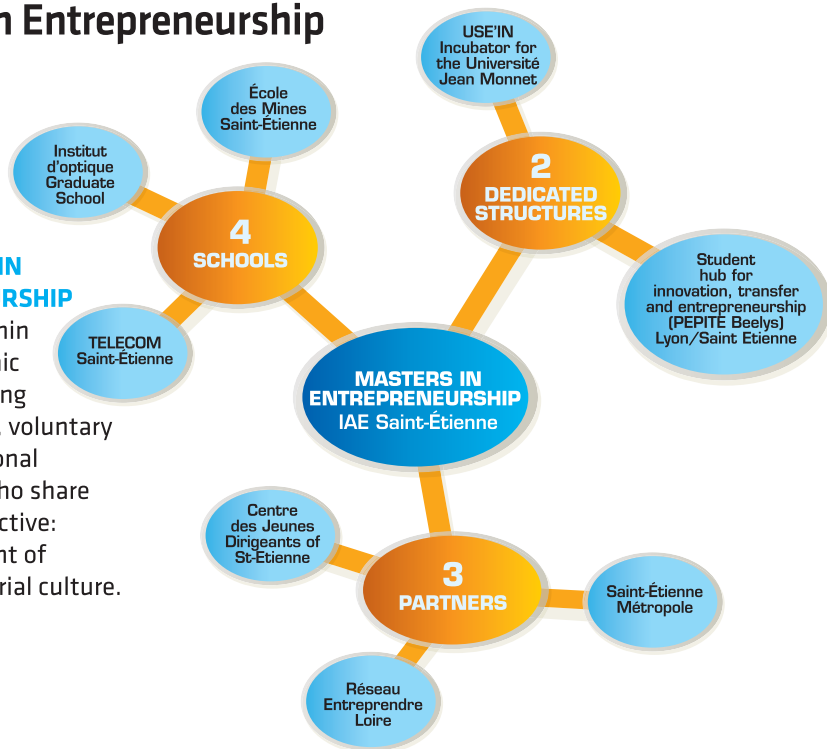 n Entrepreneurship
USE'IN
Incubator for
the Université
Jean Monnet
École
des Mines
Saint-Étienne
Institut
d'optique
Graduate
School
2
DEDICATED
STRUCTURES
4
SCHOOLS
Student
hub for
innovation, transfer
and entrepreneurship
(PEPITE Beelys)
Lyon/Saint Etienne
TELECOM
Saint-Étienne
MASTERS IN
ENTREPRENEURSHIP
IAE Saint-Étienne
IN
RSHIP
hin
ic
ng
, voluntary
onal
ho share
ctive:
nt of
rial culture.
Centre
des Jeunes
Dirigeants of
St-Etienne
3
PARTNERS
Saint-Étienne
Métropole
Réseau
Entreprendre
Loire